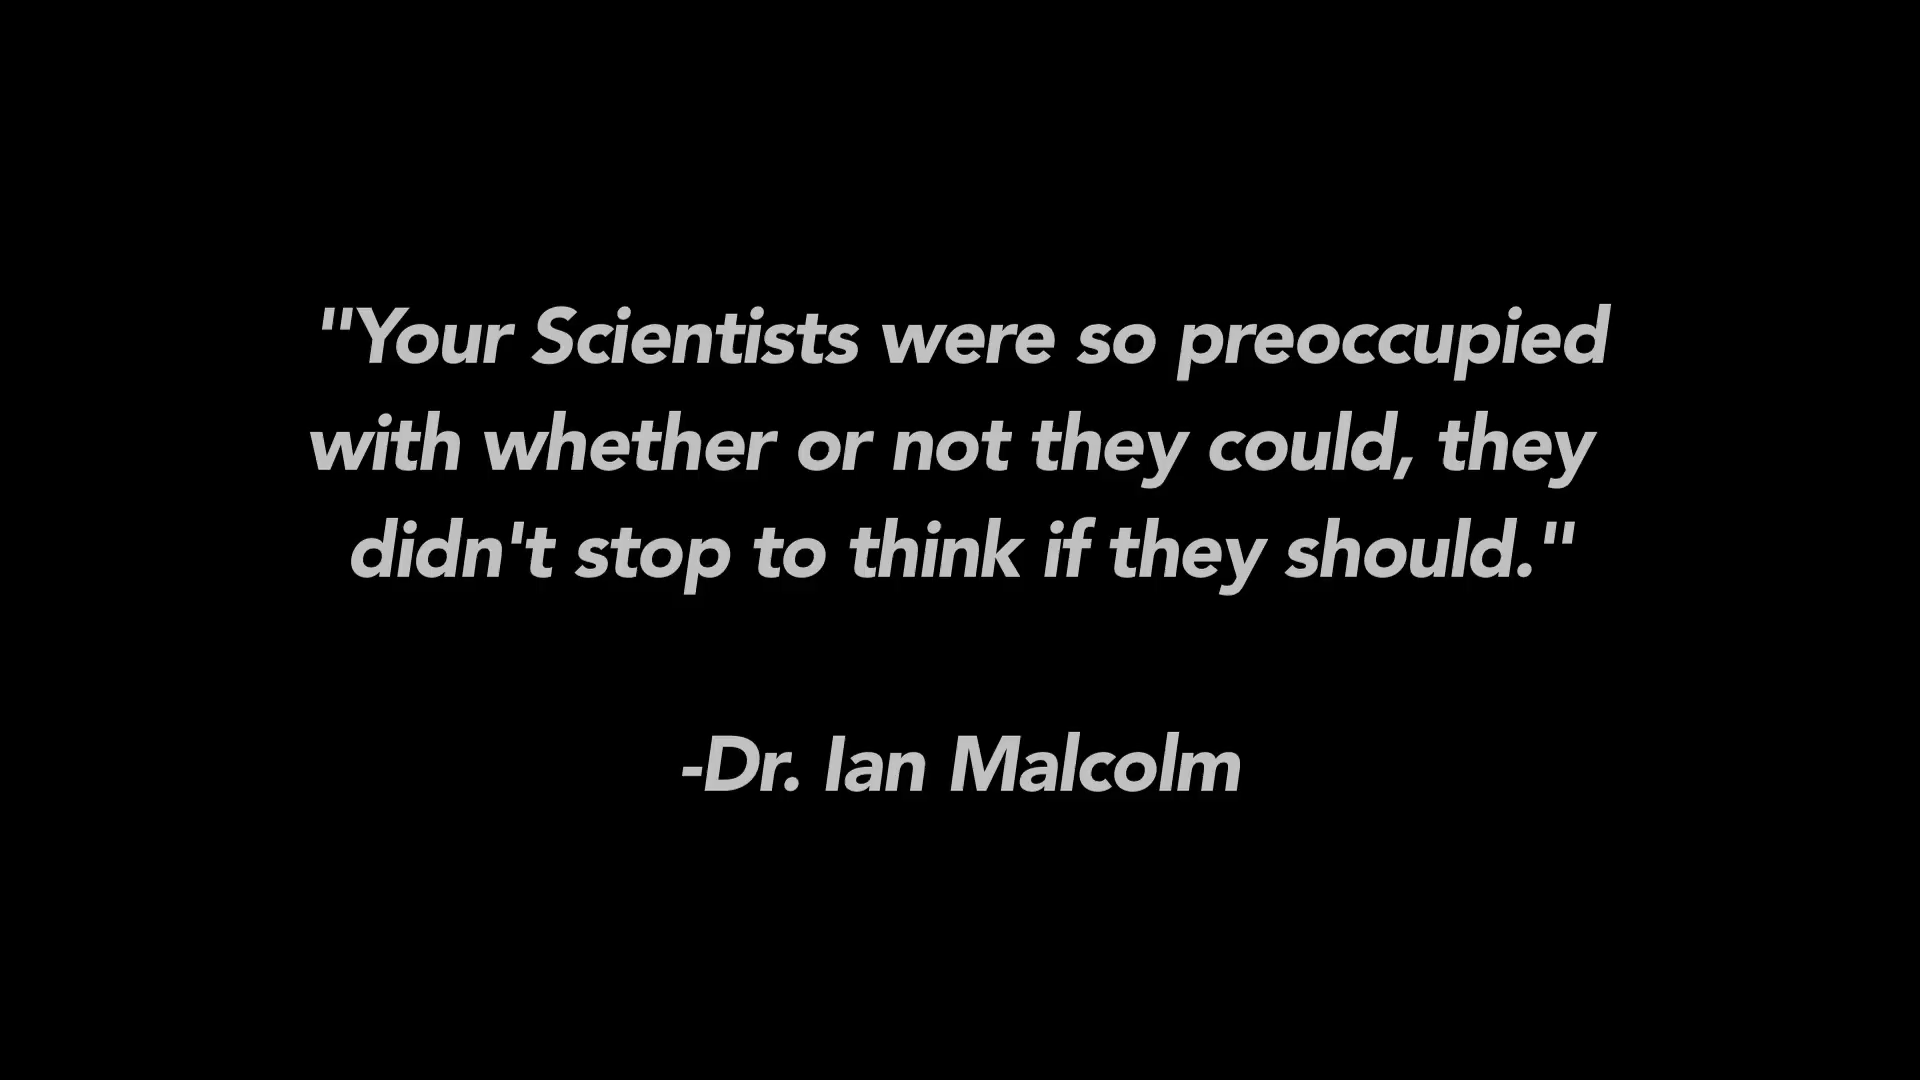 "Your Scientists were so preoccupied
with whether or not they could, they
didn't stop to think if they should."
-Dr. Ian Malcolm